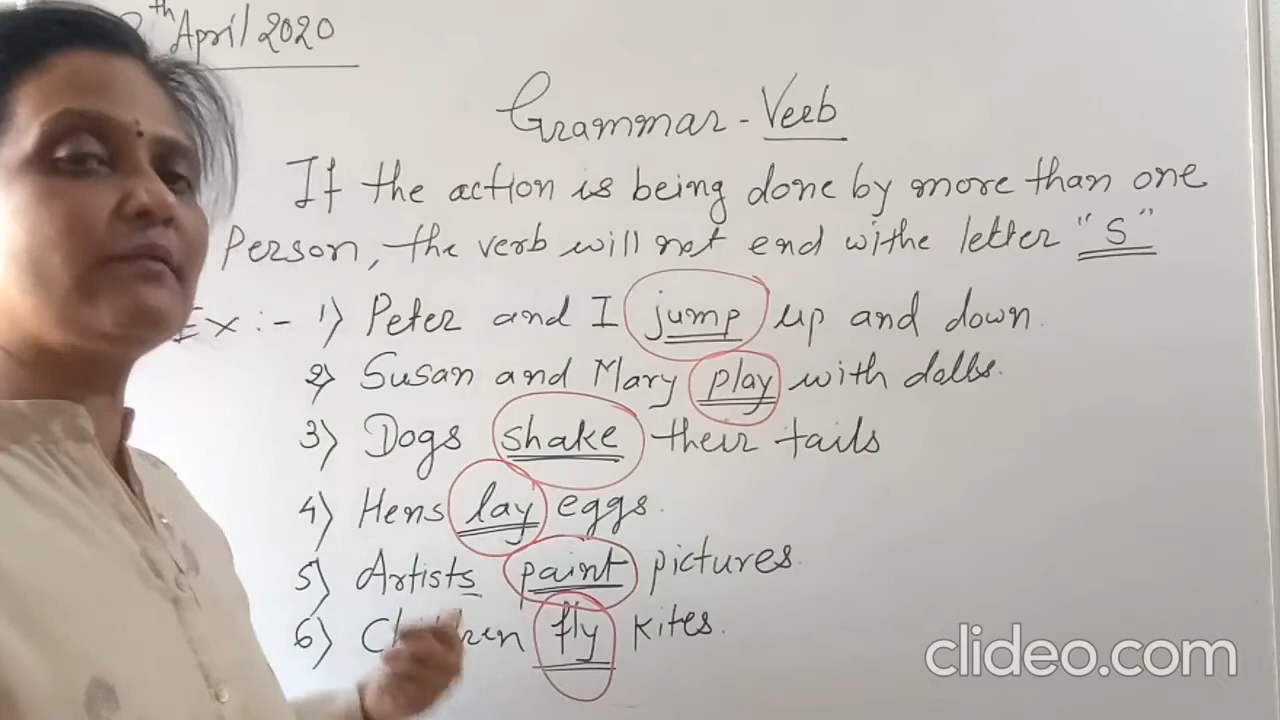 th April 2020
Grammar - Verb
If the action is being done by more than one
Person, the verb will not end withe letter "S"
Ex :- 1) Peter and I jump up and down.
2) Susan and Mary play with dolls.
3) Dogs shake their tails
4) Hens lay eggs.
5) Artists paint pictures.
6) Children fly kites.
clideo.com